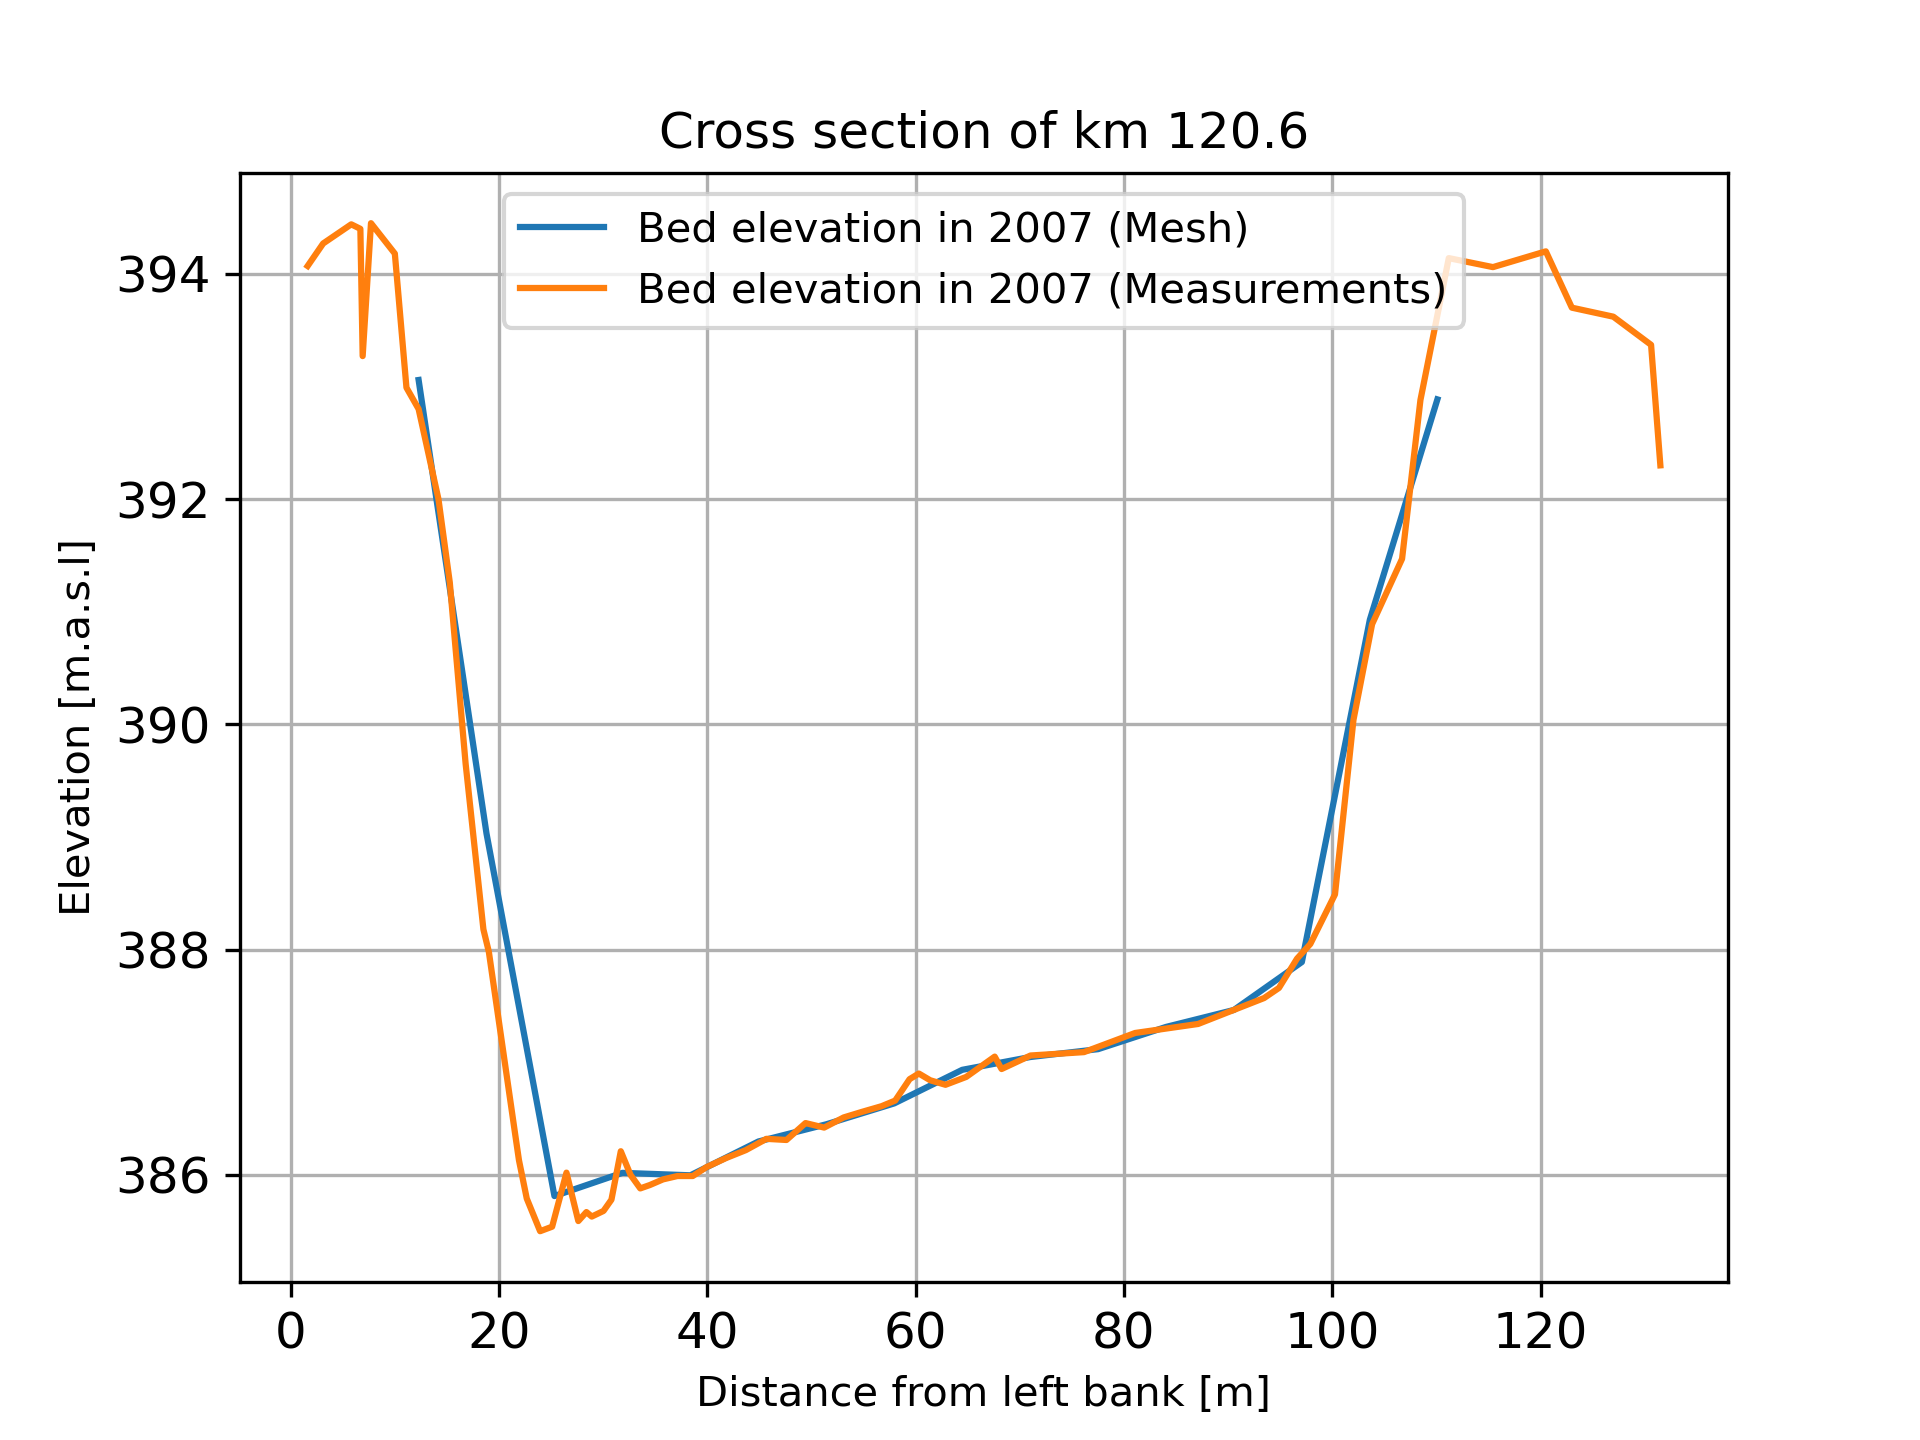 Cross section of km 120.6
Bed elevation in 2007 (Mesh)
Bed elevation in 2007 (Measurements)
394
392
390
388
386
Elevation [m.a.s.l]
0 20 40 60 80 100 120
Distance from left bank [m]